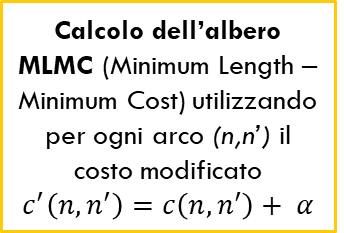 Calcolo dell’albero
MLMC (Minimum Length –
Minimum Cost) utilizzando
per ogni arco (n,n’) il
costo modificato
𝑐′(𝑛, 𝑛′) = 𝑐(𝑛, 𝑛′) + 𝛼